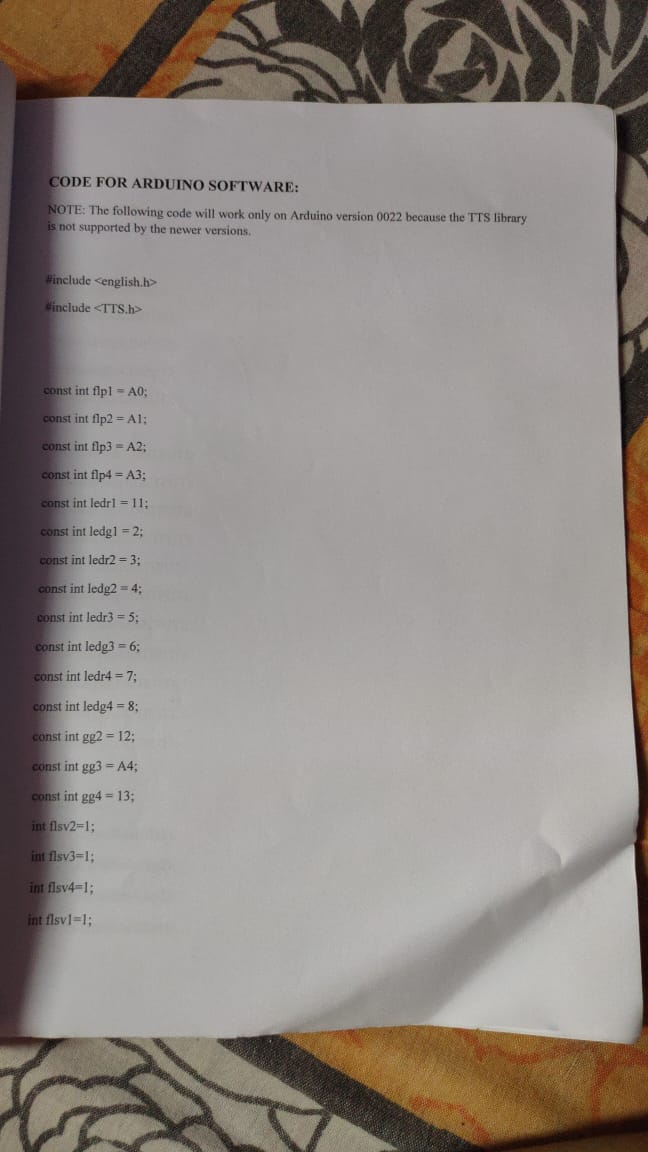 CODE FOR ARDUINO SOFTWARE:
NOTE: The following code will work only on Arduino version 0022 because the TTS library
is not supported by the newer versions.
#include <english.h>
#include <TTS.h>
const int flp1 = A0;
const int flp2 = A1;
const int flp3 = A2;
const int flp4 = A3;
const int ledr1 = 11;
const int ledg1 = 2;
const int ledr2 = 3;
const int ledg2 = 4;
const int ledr3 = 5;
const int ledg3 = 6;
const int ledr4 = 7;
const int ledg4 = 8;
const int gg2 = 12;
const int gg3 = A4;
const int gg4 = 13;
int flsv2=1;
int flsv3=1;
int flsv4=1;
int flsv1=1;